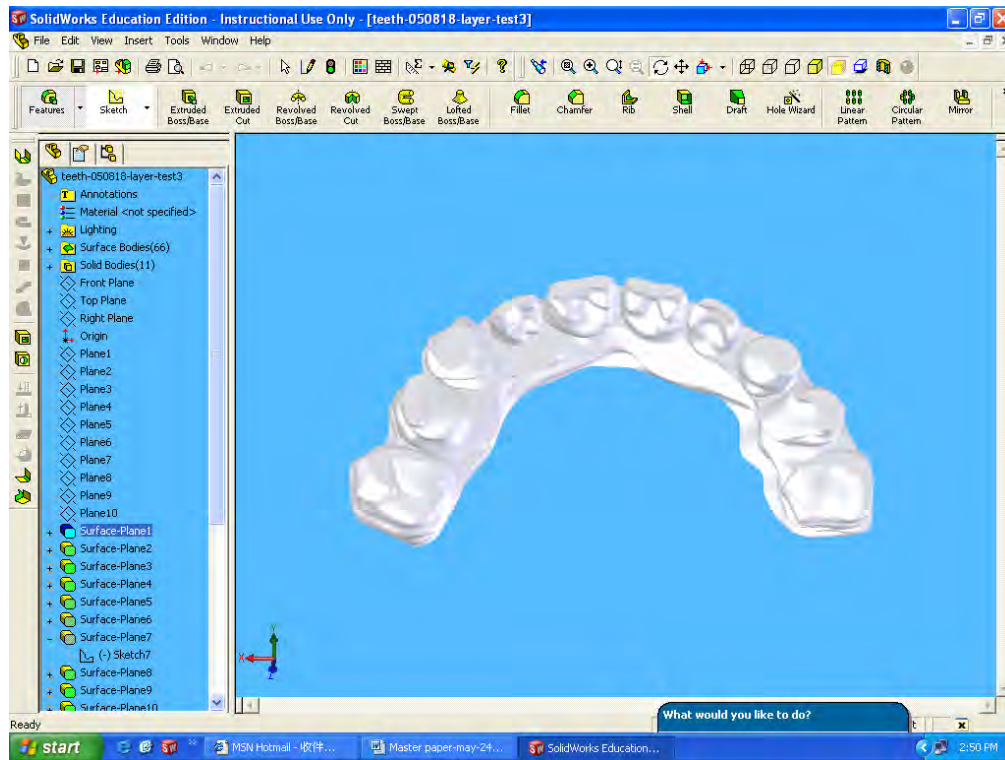 SolidWorks Education Edition - Instructional Use Only - [teeth-050818-layer-test3]
File Edit View Insert Tools Window Help
Features Sketch Extruded Boss/Base Extruded Cut Revolved Boss/Base Revolved Cut Swept Boss/Base Lofted Boss/Base Fillet Chamfer Rib Shell Draft Hole Wizard Linear Pattern Circular Pattern Mirror
teeth-050818-layer-test3
Annotations
Material <not specified>
Lighting
Surface Bodies(66)
Solid Bodies(11)
Front Plane
Top Plane
Right Plane
Origin
Plane1
Plane2
Plane3
Plane4
Plane5
Plane6
Plane7
Plane8
Plane9
Plane10
Surface-Plane1
Surface-Plane2
Surface-Plane3
Surface-Plane4
Surface-Plane5
Surface-Plane6
Surface-Plane7
(-) Sketch7
Surface-Plane8
Surface-Plane9
Surface-Plane10
X Y Z
What would you like to do?
Ready
start MSN Hotmail - 收件... Master paper-may-24... SolidWorks Education... 2:50 PM